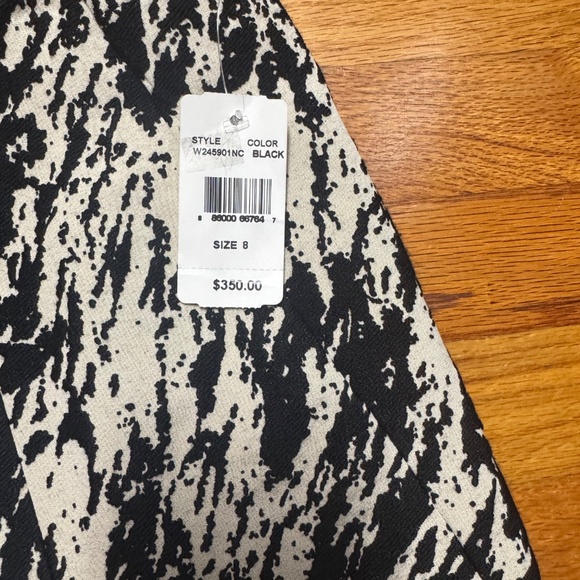 STYLE COLOR
W245901NC BLACK
8 86000 66764 7
SIZE 8
$350.00